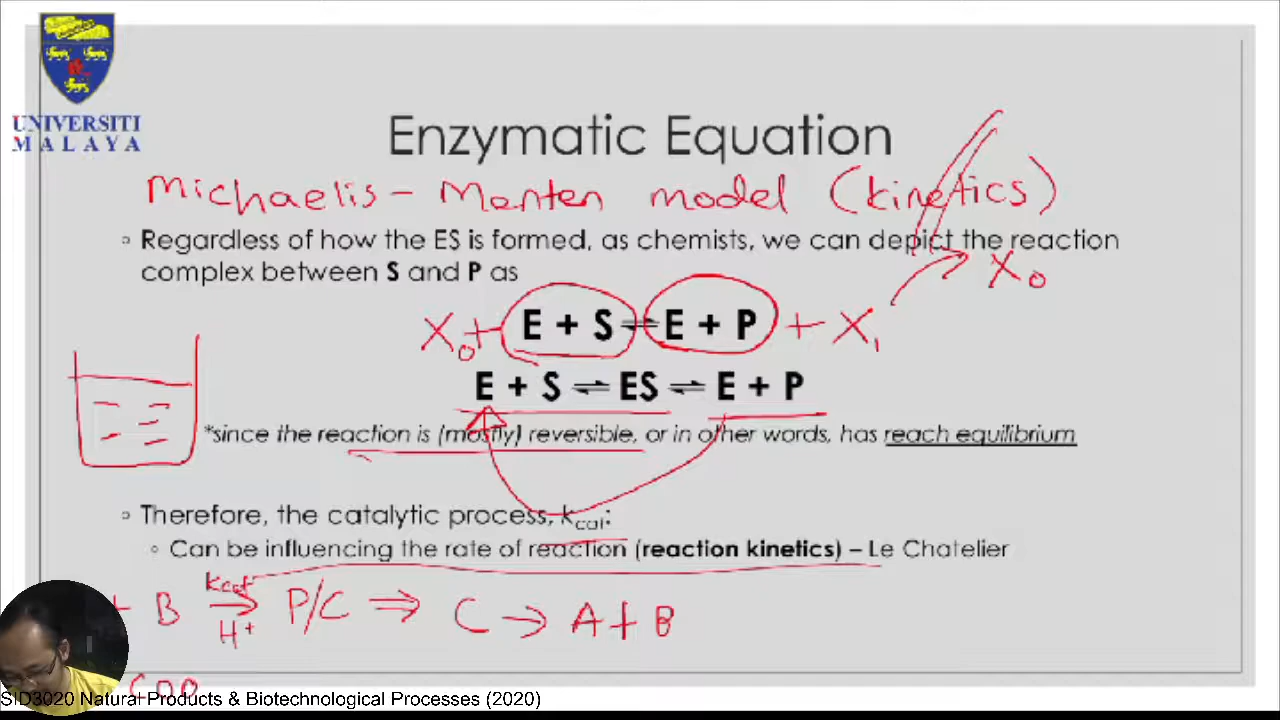 UNIVERSITI
MALAYA
Enzymatic Equation
Michaelis - Menten model (kinetics)
◦ Regardless of how the ES is formed, as chemists, we can depict the reaction
complex between S and P as
X₀ + E + S ⇌ E + P + X₁
X₀
E + S ⇌ ES ⇌ E + P
*since the reaction is (mostly) reversible, or in other words, has reach equilibrium
◦ Therefore, the catalytic process, kcat:
◦ Can be influencing the rate of reaction (reaction kinetics) – Le Chatelier
kcat
+ B ⇒ P/C ⇒ C → A + B
H⁺
SID3020 Natural Products & Biotechnological Processes (2020)